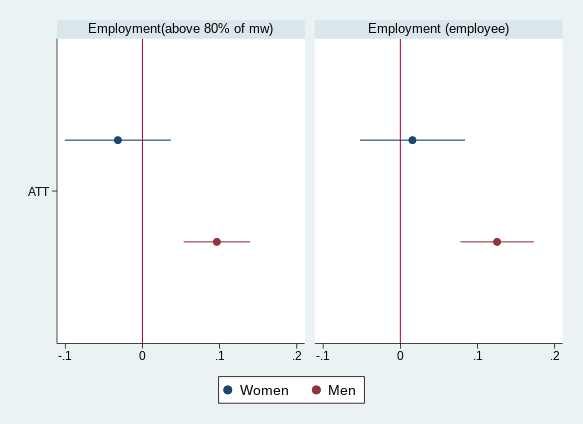 Employment(above 80% of mw) Employment (employee)
ATT
-.1 0 .1 .2 -.1 0 .1 .2
Women Men